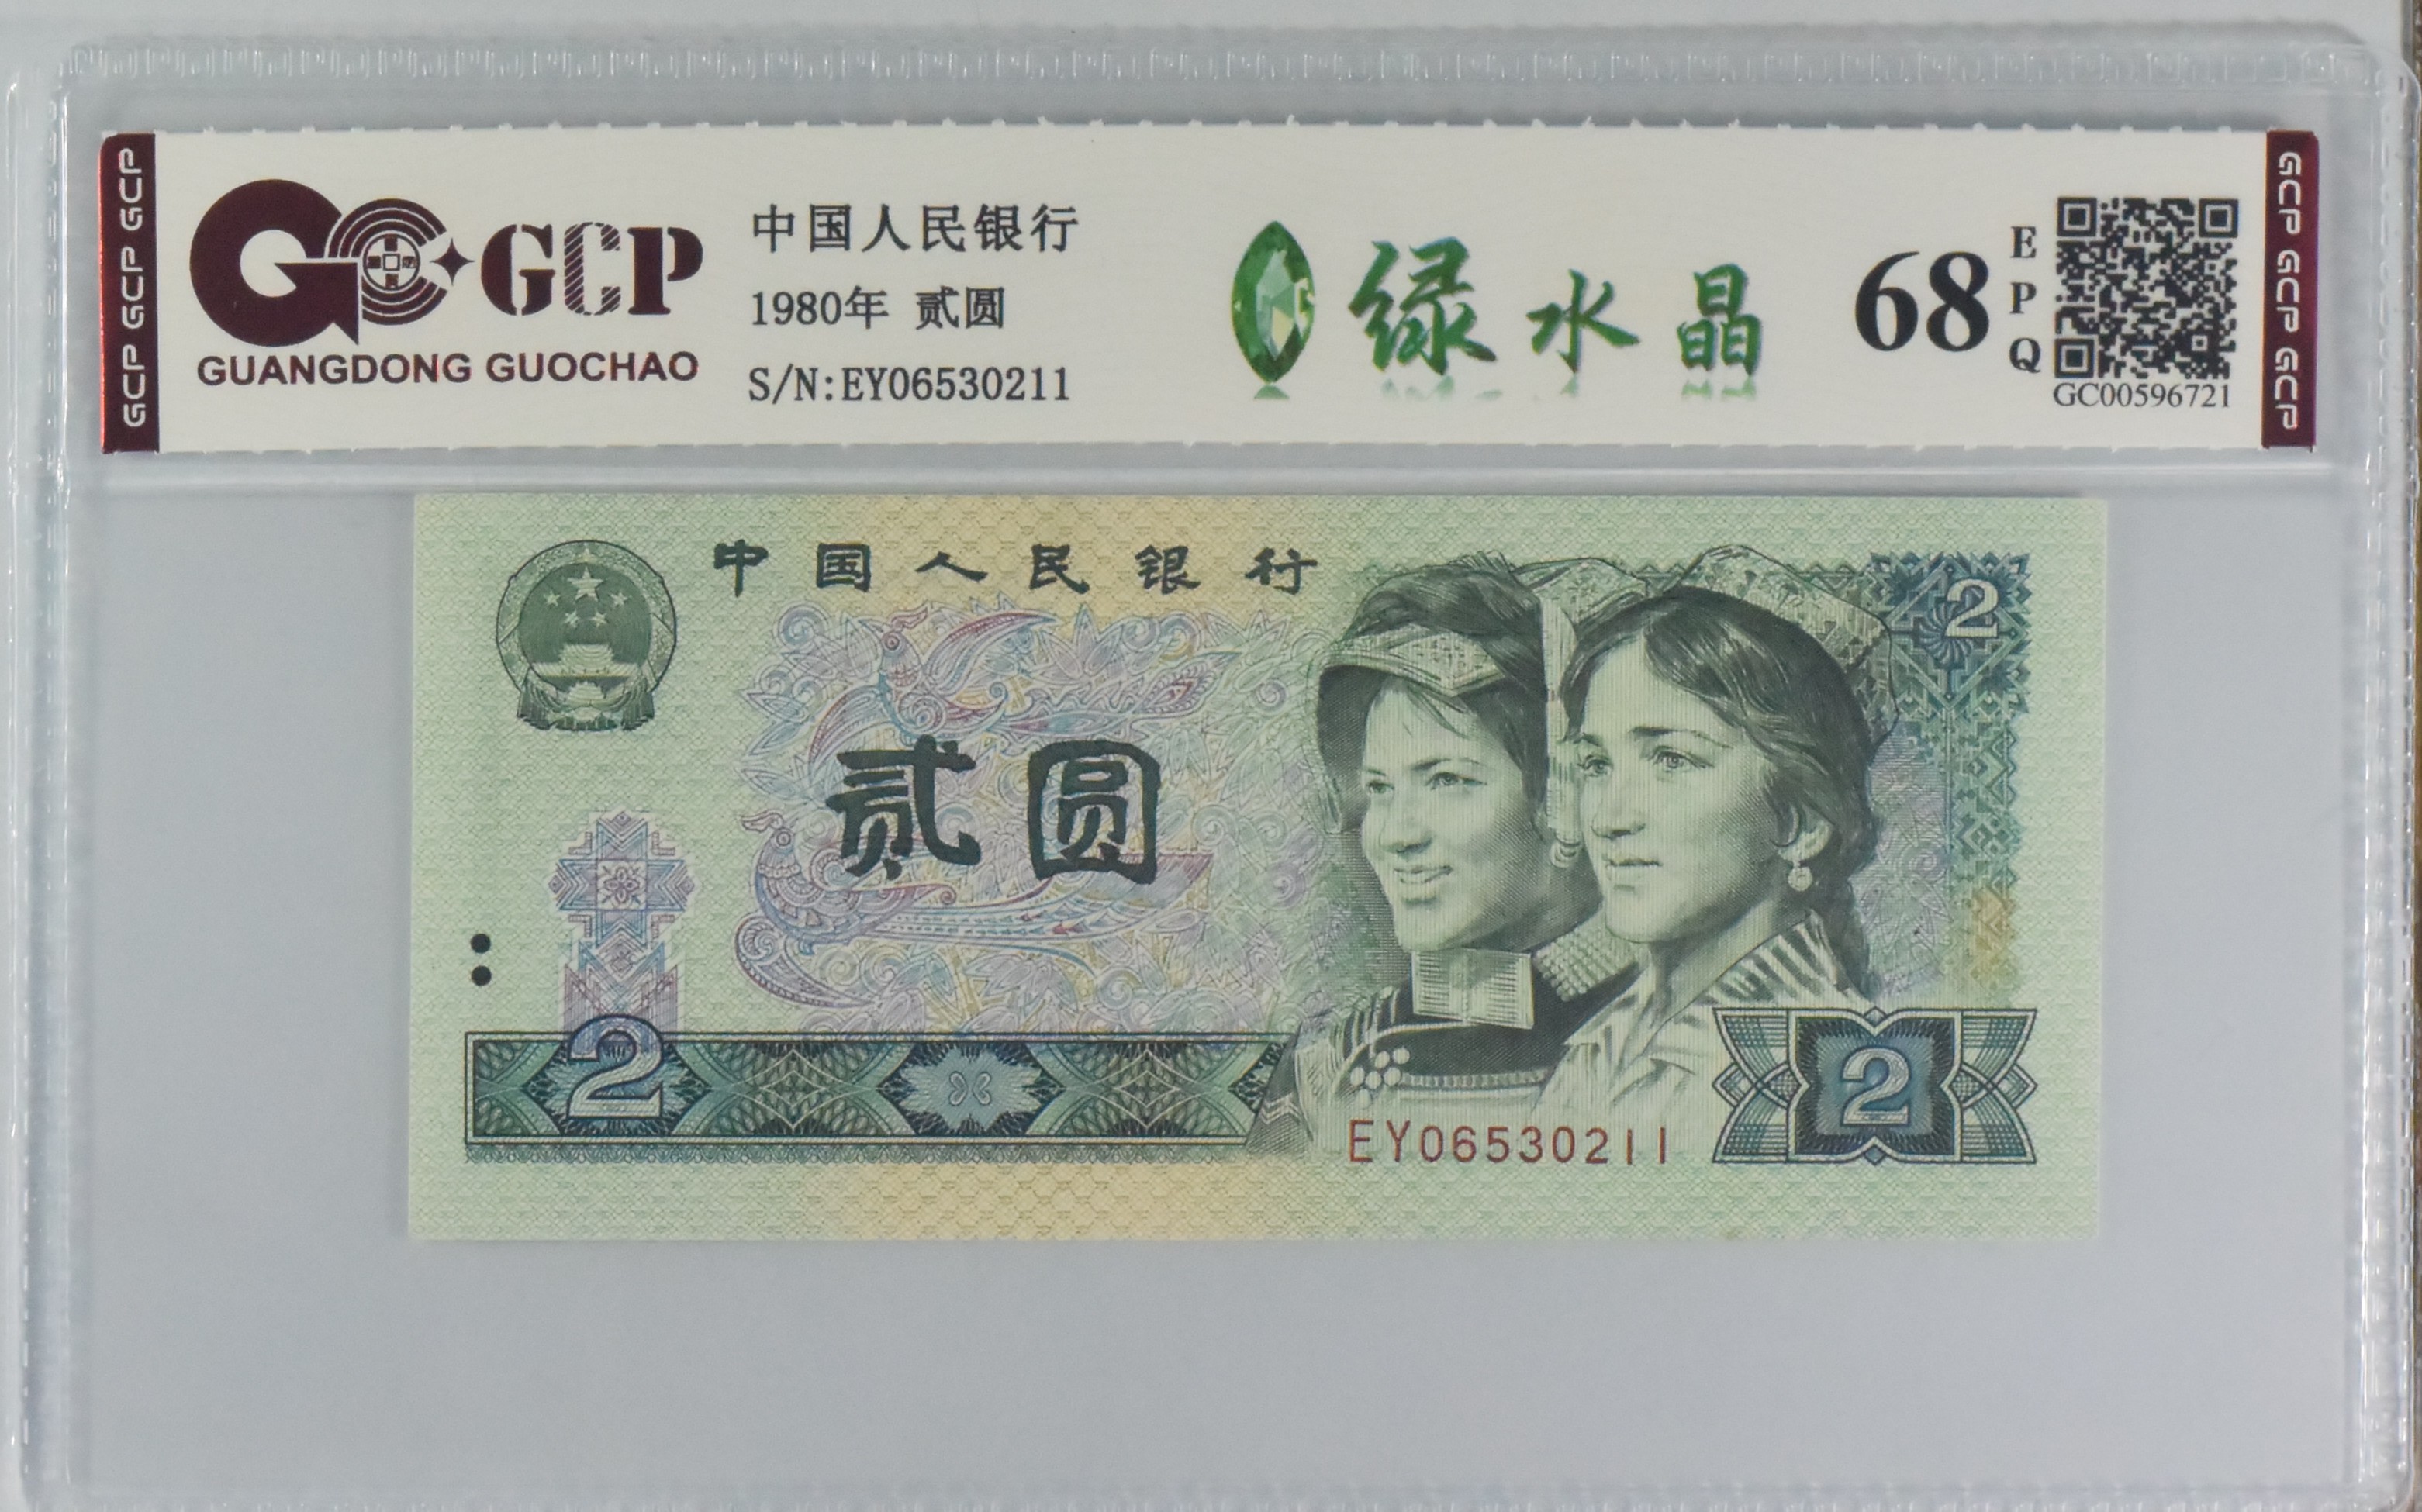 GCP GCP GCP
GCP
GUANGDONG GUOCHAO
中国人民银行
1980年 贰圆
S/N:EY06530211
绿水晶
68
E
P
Q
GC00596721
GCP GCP GCP
中国人民银行
2
贰圆
2
2
EY06530211